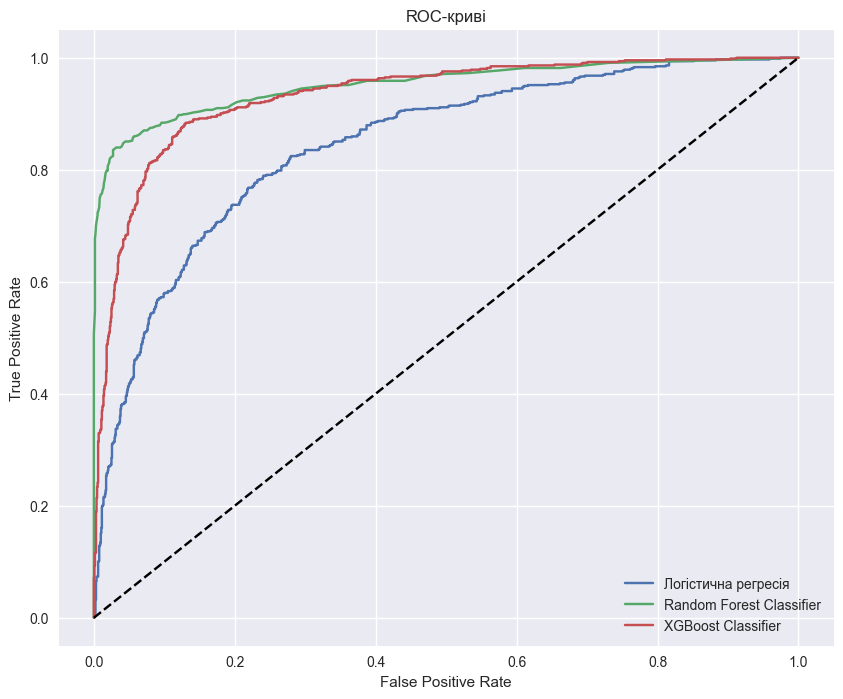 ROC-криві
True Positive Rate
1.0
0.8
0.6
0.4
0.2
0.0
Логістична регресія
Random Forest Classifier
XGBoost Classifier
0.0 0.2 0.4 0.6 0.8 1.0
False Positive Rate